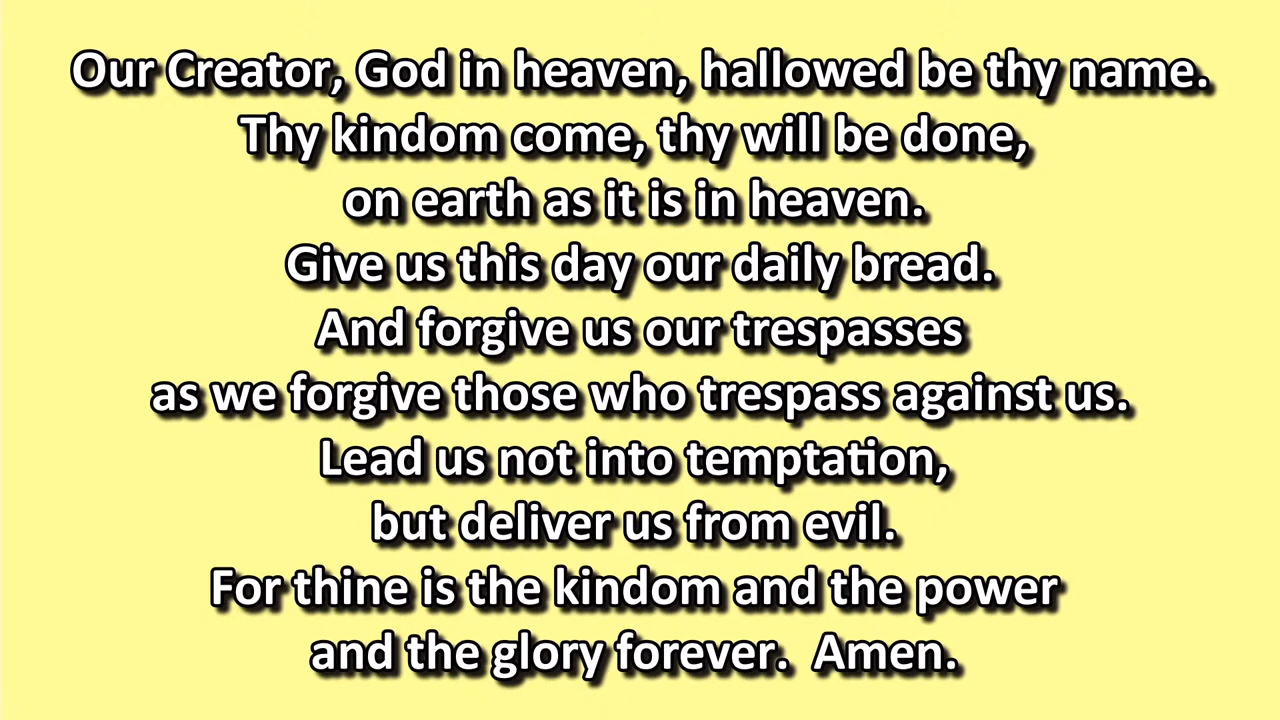 Our Creator, God in heaven, hallowed be thy name.
Thy kindom come, thy will be done,
on earth as it is in heaven.
Give us this day our daily bread.
And forgive us our trespasses
as we forgive those who trespass against us.
Lead us not into temptation,
but deliver us from evil.
For thine is the kindom and the power
and the glory forever.  Amen.